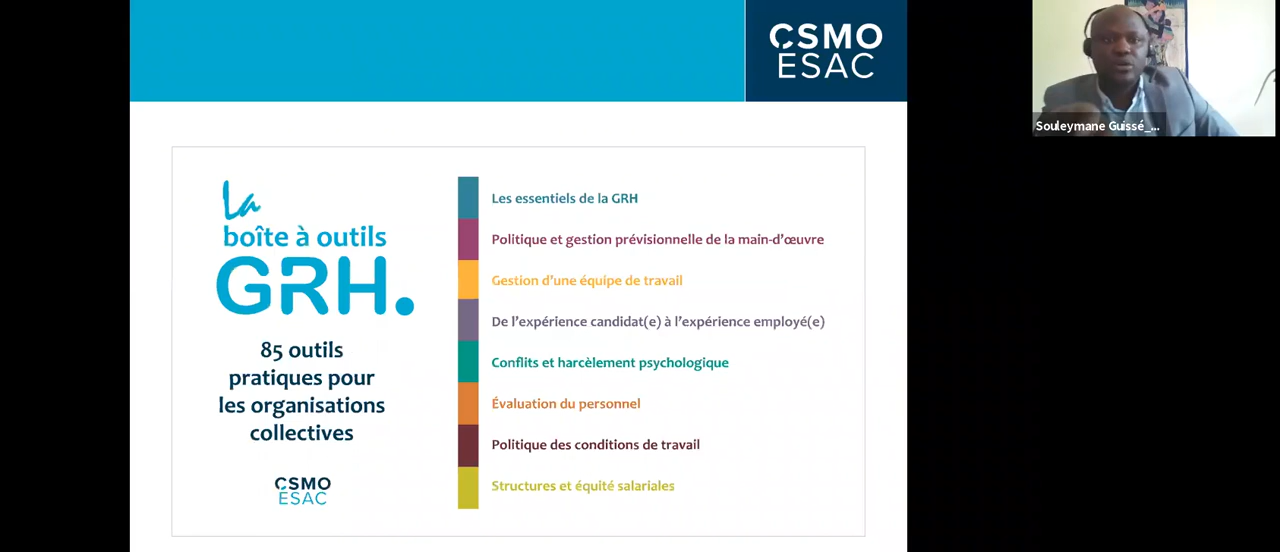 CSMO
ÉSAC
Souleymane Guissé_...
La
boîte à outils
GRH.
85 outils
pratiques pour
les organisations
collectives
CSMO
ÉSAC
Les essentiels de la GRH
Politique et gestion prévisionnelle de la main-d'œuvre
Gestion d'une équipe de travail
De l'expérience candidat(e) à l'expérience employé(e)
Conflits et harcèlement psychologique
Évaluation du personnel
Politique des conditions de travail
Structures et équité salariales